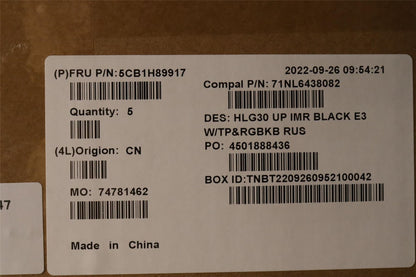 (P)FRU P/N:5CB1H89917
2022-09-26 09:54:21
Compal P/N: 71NL6438082
Quantity: 5
DES: HLG30 UP IMR BLACK E3
W/TP&RGBKB RUS
(4L)Origion: CN
PO: 4501888436
MO: 74781462
BOX ID:TNBT2209260952100042
Made in China
47